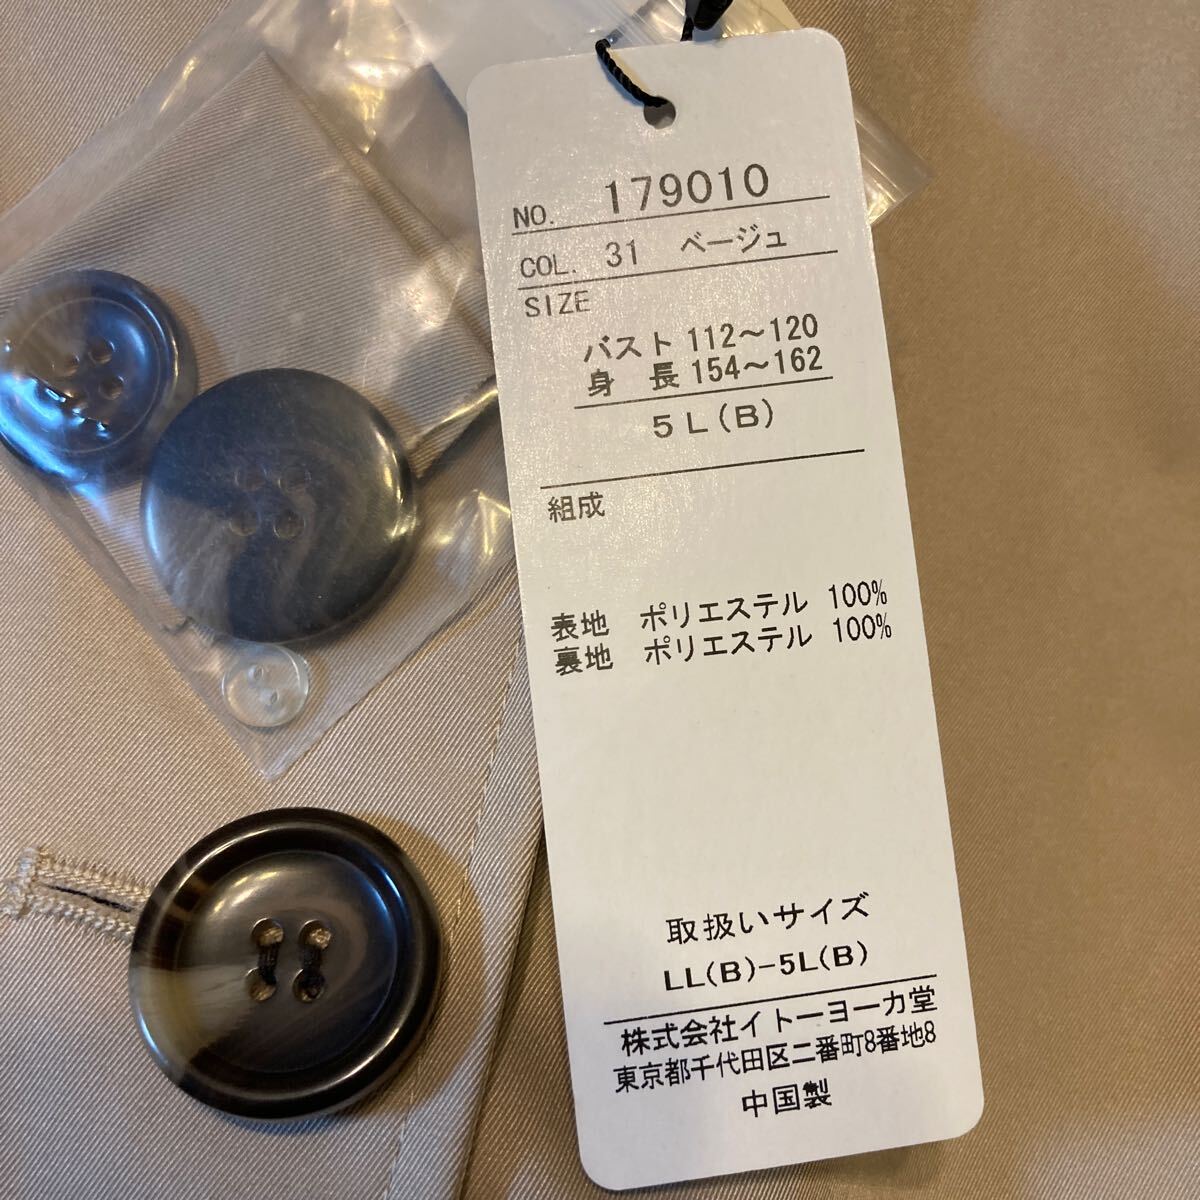 NO. 179010
COL. 31 ベージュ
SIZE
バスト 112～120
身 長 154～162
5L(B)
組成
表地 ポリエステル 100%
裏地 ポリエステル 100%
取扱いサイズ
LL(B)-5L(B)
株式会社イトーヨーカ堂
東京都千代田区二番町8番地8
中国製